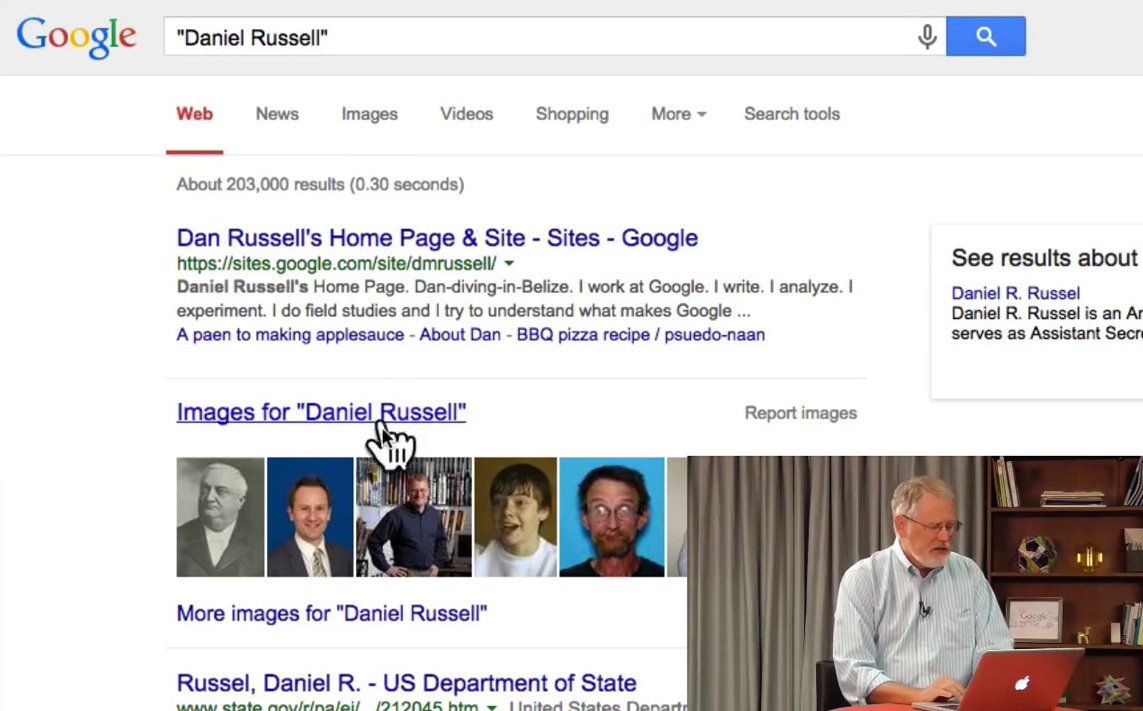 Google
"Daniel Russell"
Web News Images Videos Shopping More Search tools
About 203,000 results (0.30 seconds)
Dan Russell's Home Page & Site - Sites - Google
https://sites.google.com/site/dmrussell/
Daniel Russell's Home Page. Dan-diving-in-Belize. I work at Google. I write. I analyze. I
experiment. I do field studies and I try to understand what makes Google ...
A paen to making applesauce - About Dan - BBQ pizza recipe / psuedo-naan
See results about
Daniel R. Russel
Daniel R. Russel is an
serves as Assistant
Images for "Daniel Russell"
Report images
More images for "Daniel Russell"
Google
Russel, Daniel R. - US Department of State
www.state.gov/r/pa/ei/.../212045.htm United States